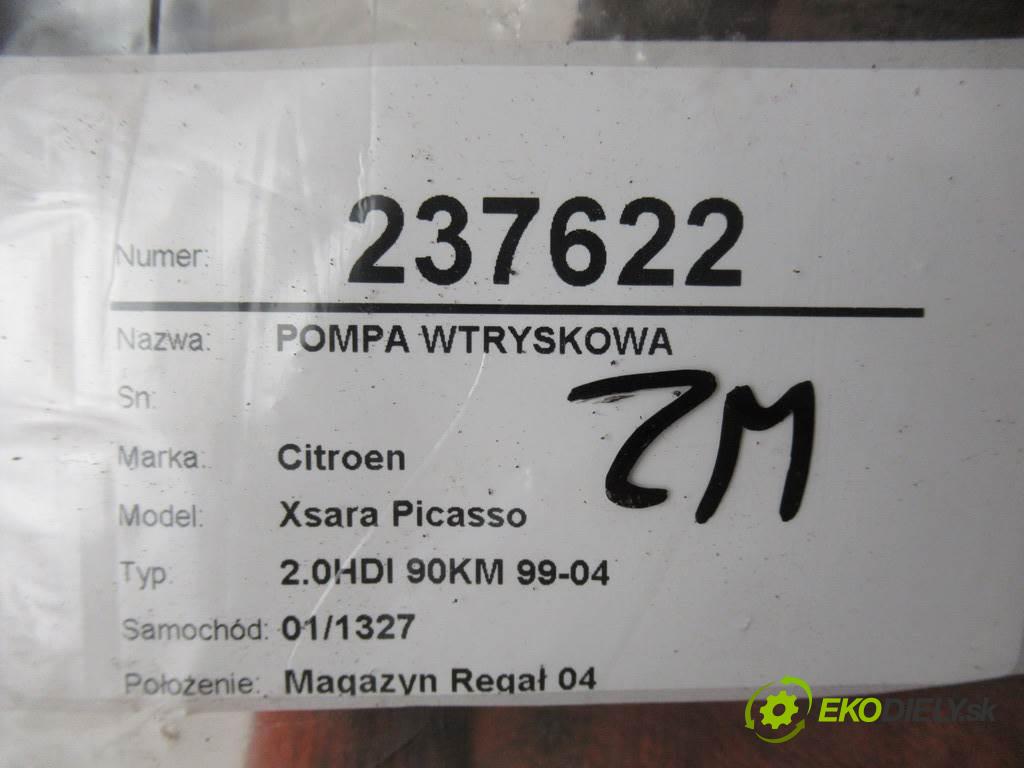 Numer: 237622
Nazwa: POMPA WTRYSKOWA
Sn:
Marka: Citroen
Model: Xsara Picasso
Typ: 2.0HDI 90KM 99-04
Samochód: 01/1327
Położenie: Magazyn Regał 04
ZM
EKODIELY.sk